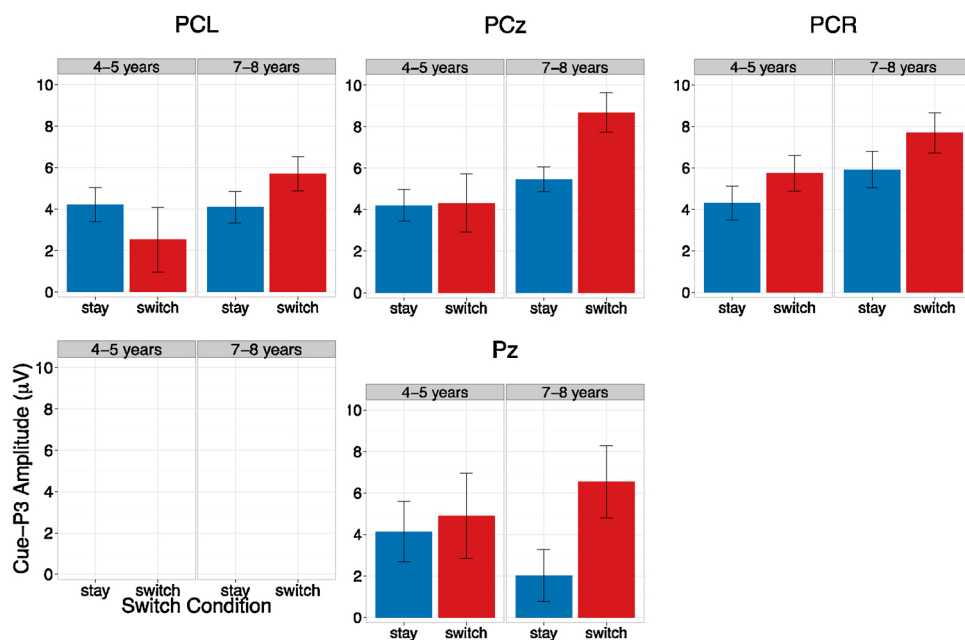 PCL
4–5 years 7–8 years
10
8
6
4
2
0
stay switch stay switch
PCz
4–5 years 7–8 years
10
8
6
4
2
0
stay switch stay switch
PCR
4–5 years 7–8 years
10
8
6
4
2
0
stay switch stay switch
4–5 years 7–8 years
Cue–P3 Amplitude (μV)
10
8
6
4
2
0
stay switch stay switch
Switch Condition
Pz
4–5 years 7–8 years
10
8
6
4
2
0
stay switch stay switch